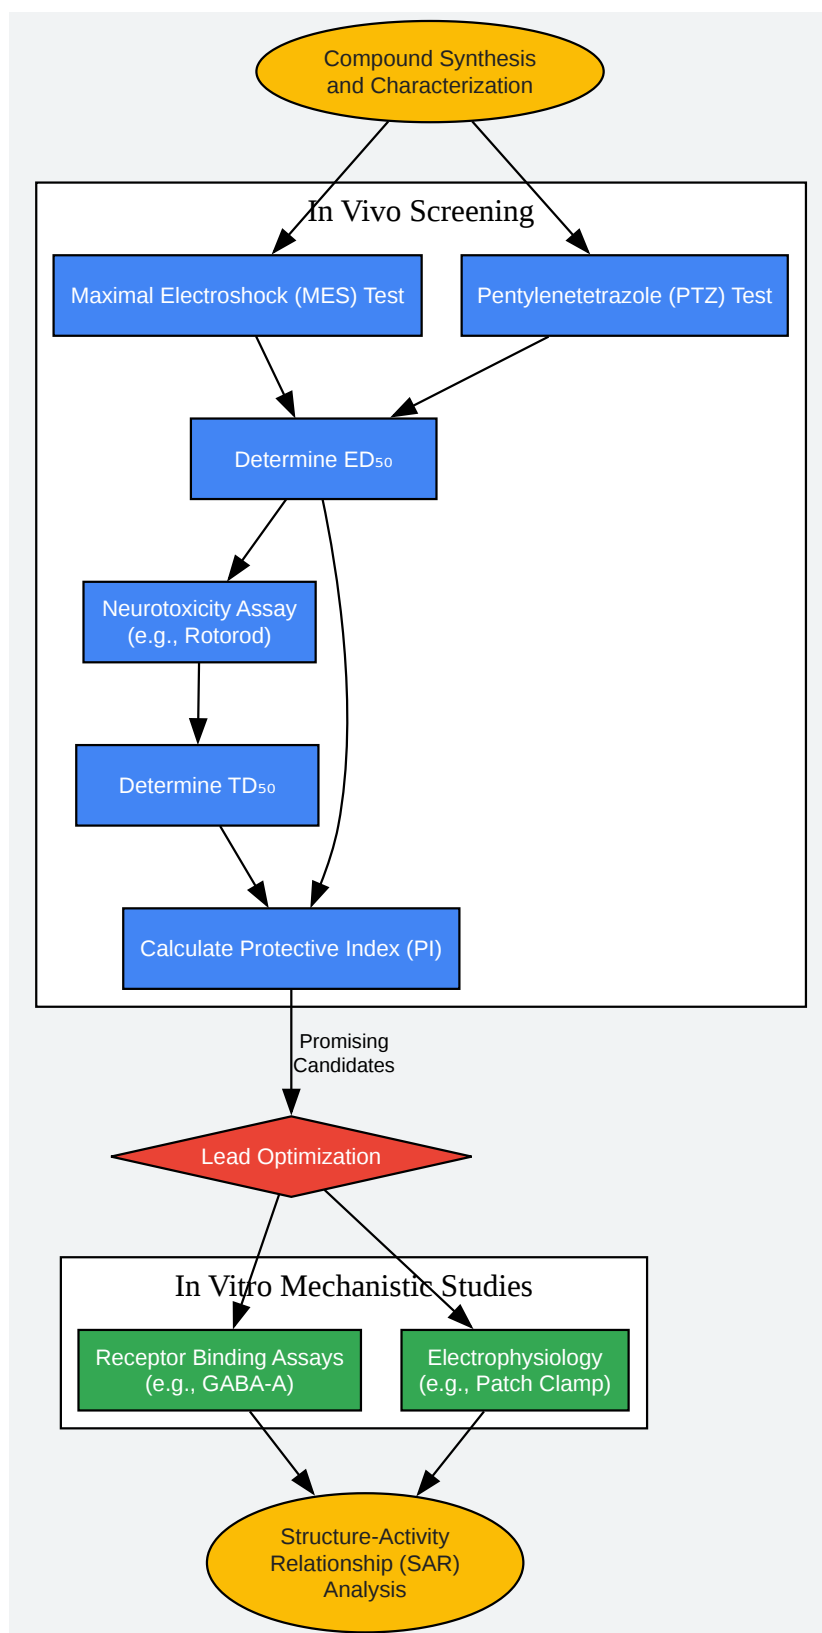 Compound Synthesis
and Characterization
In Vivo Screening
Maximal Electroshock (MES) Test
Pentylenetetrazole (PTZ) Test
Determine ED₅₀
Neurotoxicity Assay
(e.g., Rotorod)
Determine TD₅₀
Calculate Protective Index (PI)
Promising
Candidates
Lead Optimization
In Vitro Mechanistic Studies
Receptor Binding Assays
(e.g., GABA-A)
Electrophysiology
(e.g., Patch Clamp)
Structure-Activity
Relationship (SAR)
Analysis